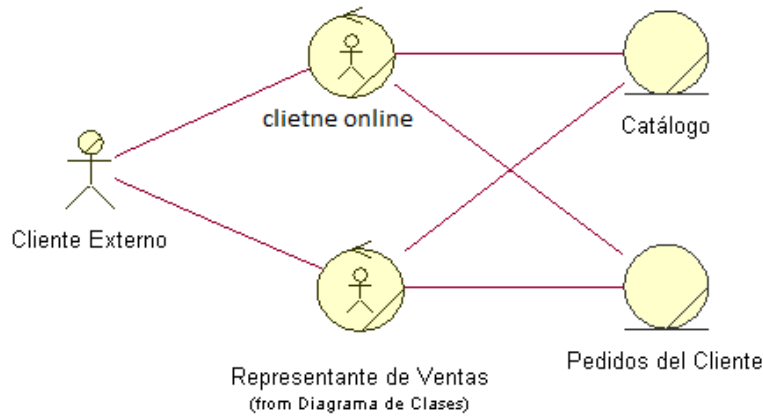 clietne online
Catálogo
Cliente Externo
Representante de Ventas
(from Diagrama de Clases)
Pedidos del Cliente